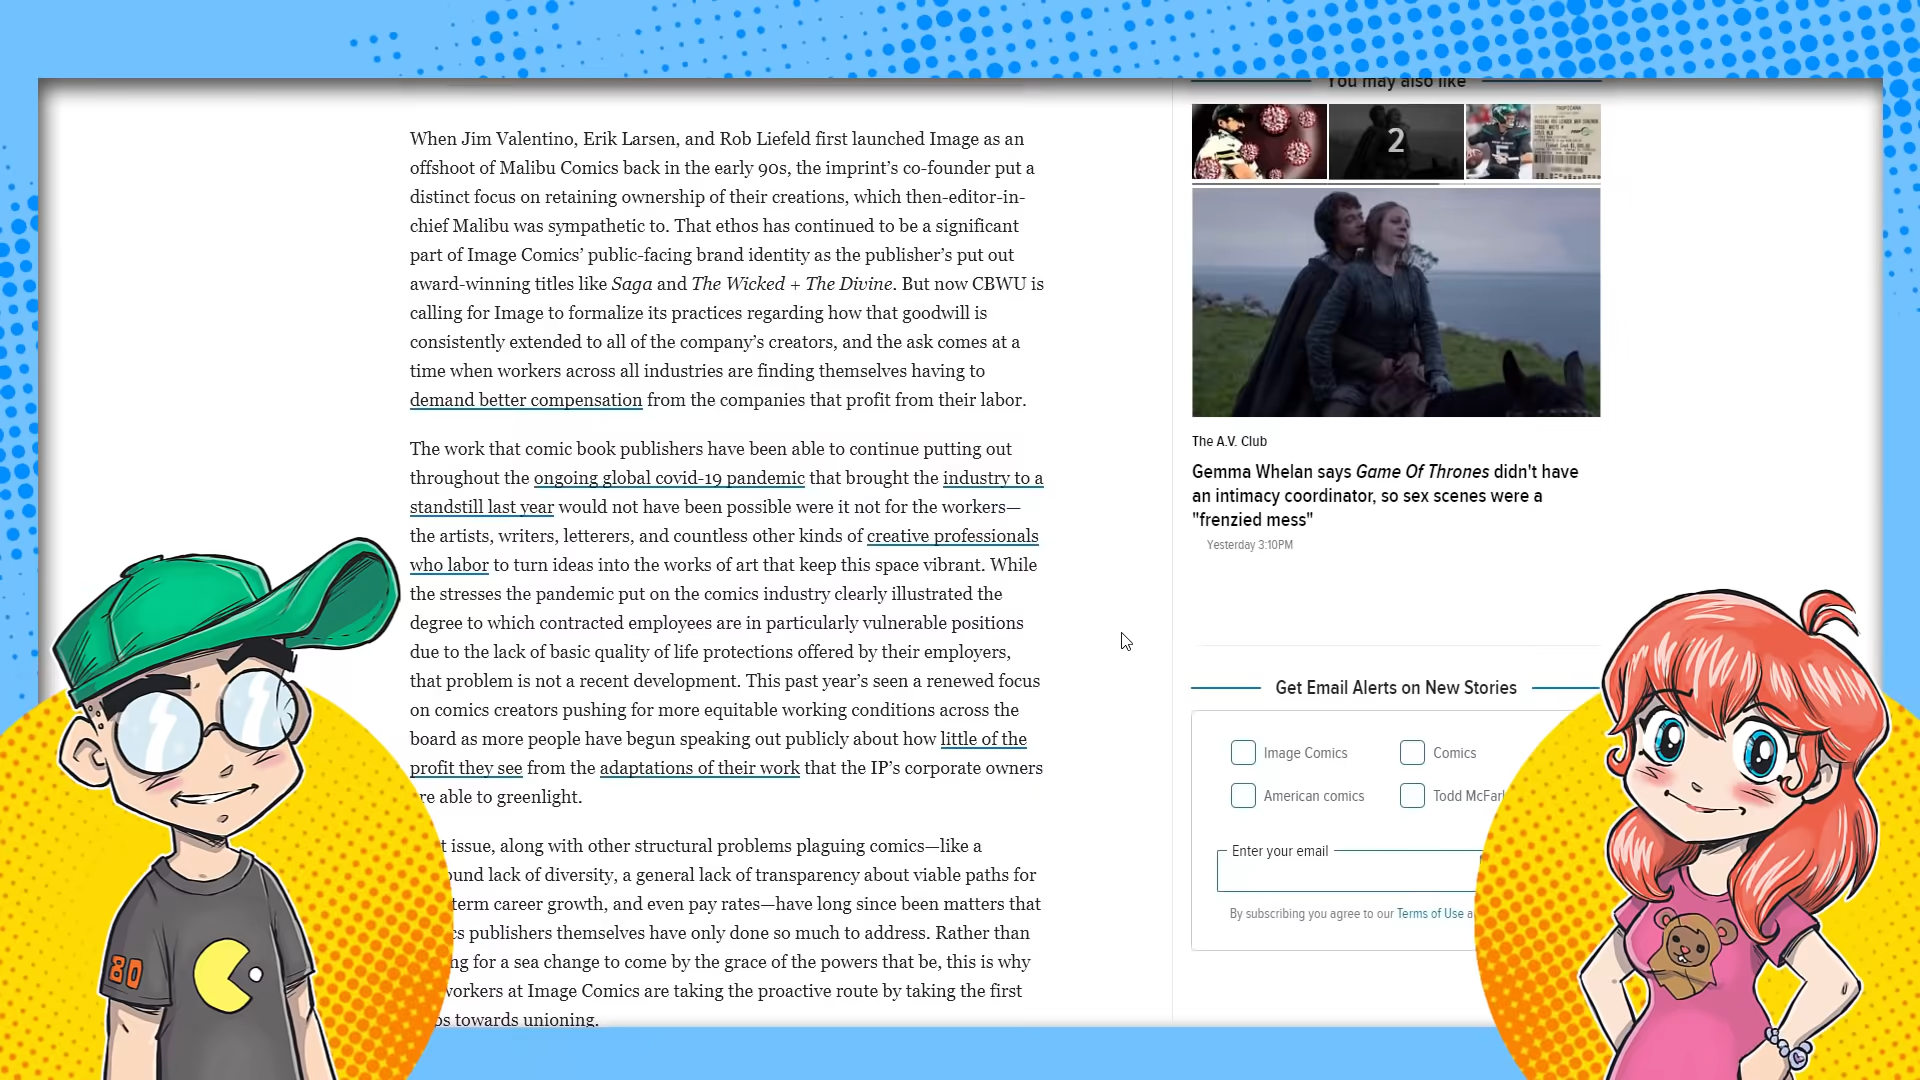 When Jim Valentino, Erik Larsen, and Rob Liefeld first launched Image as an
offshoot of Malibu Comics back in the early 90s, the imprint’s co-founder put a
distinct focus on retaining ownership of their creations, which then-editor-in-
chief Malibu was sympathetic to. That ethos has continued to be a significant
part of Image Comics’ public-facing brand identity as the publisher’s put out
award-winning titles like Saga and The Wicked + The Divine. But now CBWU is
calling for Image to formalize its practices regarding how that goodwill is
consistently extended to all of the company’s creators, and the ask comes at a
time when workers across all industries are finding themselves having to
demand better compensation from the companies that profit from their labor.
The work that comic book publishers have been able to continue putting out
throughout the ongoing global covid-19 pandemic that brought the industry to a
standstill last year would not have been possible were it not for the workers—
the artists, writers, letterers, and countless other kinds of creative professionals
who labor to turn ideas into the works of art that keep this space vibrant. While
the stresses the pandemic put on the comics industry clearly illustrated the
degree to which contracted employees are in particularly vulnerable positions
due to the lack of basic quality of life protections offered by their employers,
that problem is not a recent development. This past year’s seen a renewed focus
on comics creators pushing for more equitable working conditions across the
board as more people have begun speaking out publicly about how little of the
profit they see from the adaptations of their work that the IP’s corporate owners
re able to greenlight.
t issue, along with other structural problems plaguing comics—like a
ound lack of diversity, a general lack of transparency about viable paths for
term career growth, and even pay rates—have long since been matters that
cs publishers themselves have only done so much to address. Rather than
ng for a sea change to come by the grace of the powers that be, this is why
workers at Image Comics are taking the proactive route by taking the first
ps towards unioning.
You may also like
2
The A.V. Club
Gemma Whelan says Game Of Thrones didn't have
an intimacy coordinator, so sex scenes were a
"frenzied mess"
Yesterday 3:10PM
Get Email Alerts on New Stories
Image Comics
Comics
American comics
Todd McFarl
Enter your email
By subscribing you agree to our Terms of Use a
80